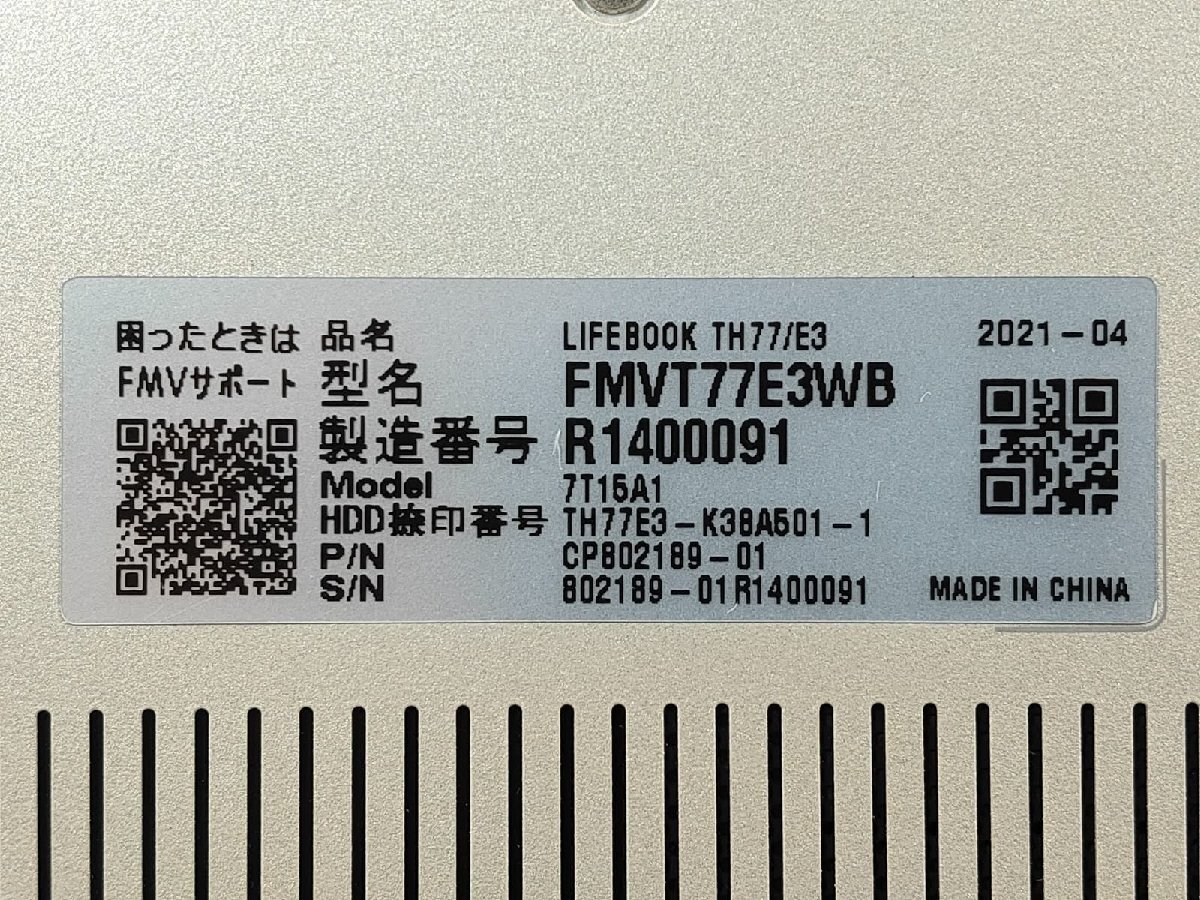 困ったときは
FMVサポート
品名 LIFEBOOK TH77/E3 2021-04
型名 FMVT77E3WB
製造番号 R1400091
Model 7T15A1
HDD捺印番号 TH77E3-K38A501-1
P/N CP802189-01
S/N 802189-01R1400091
MADE IN CHINA